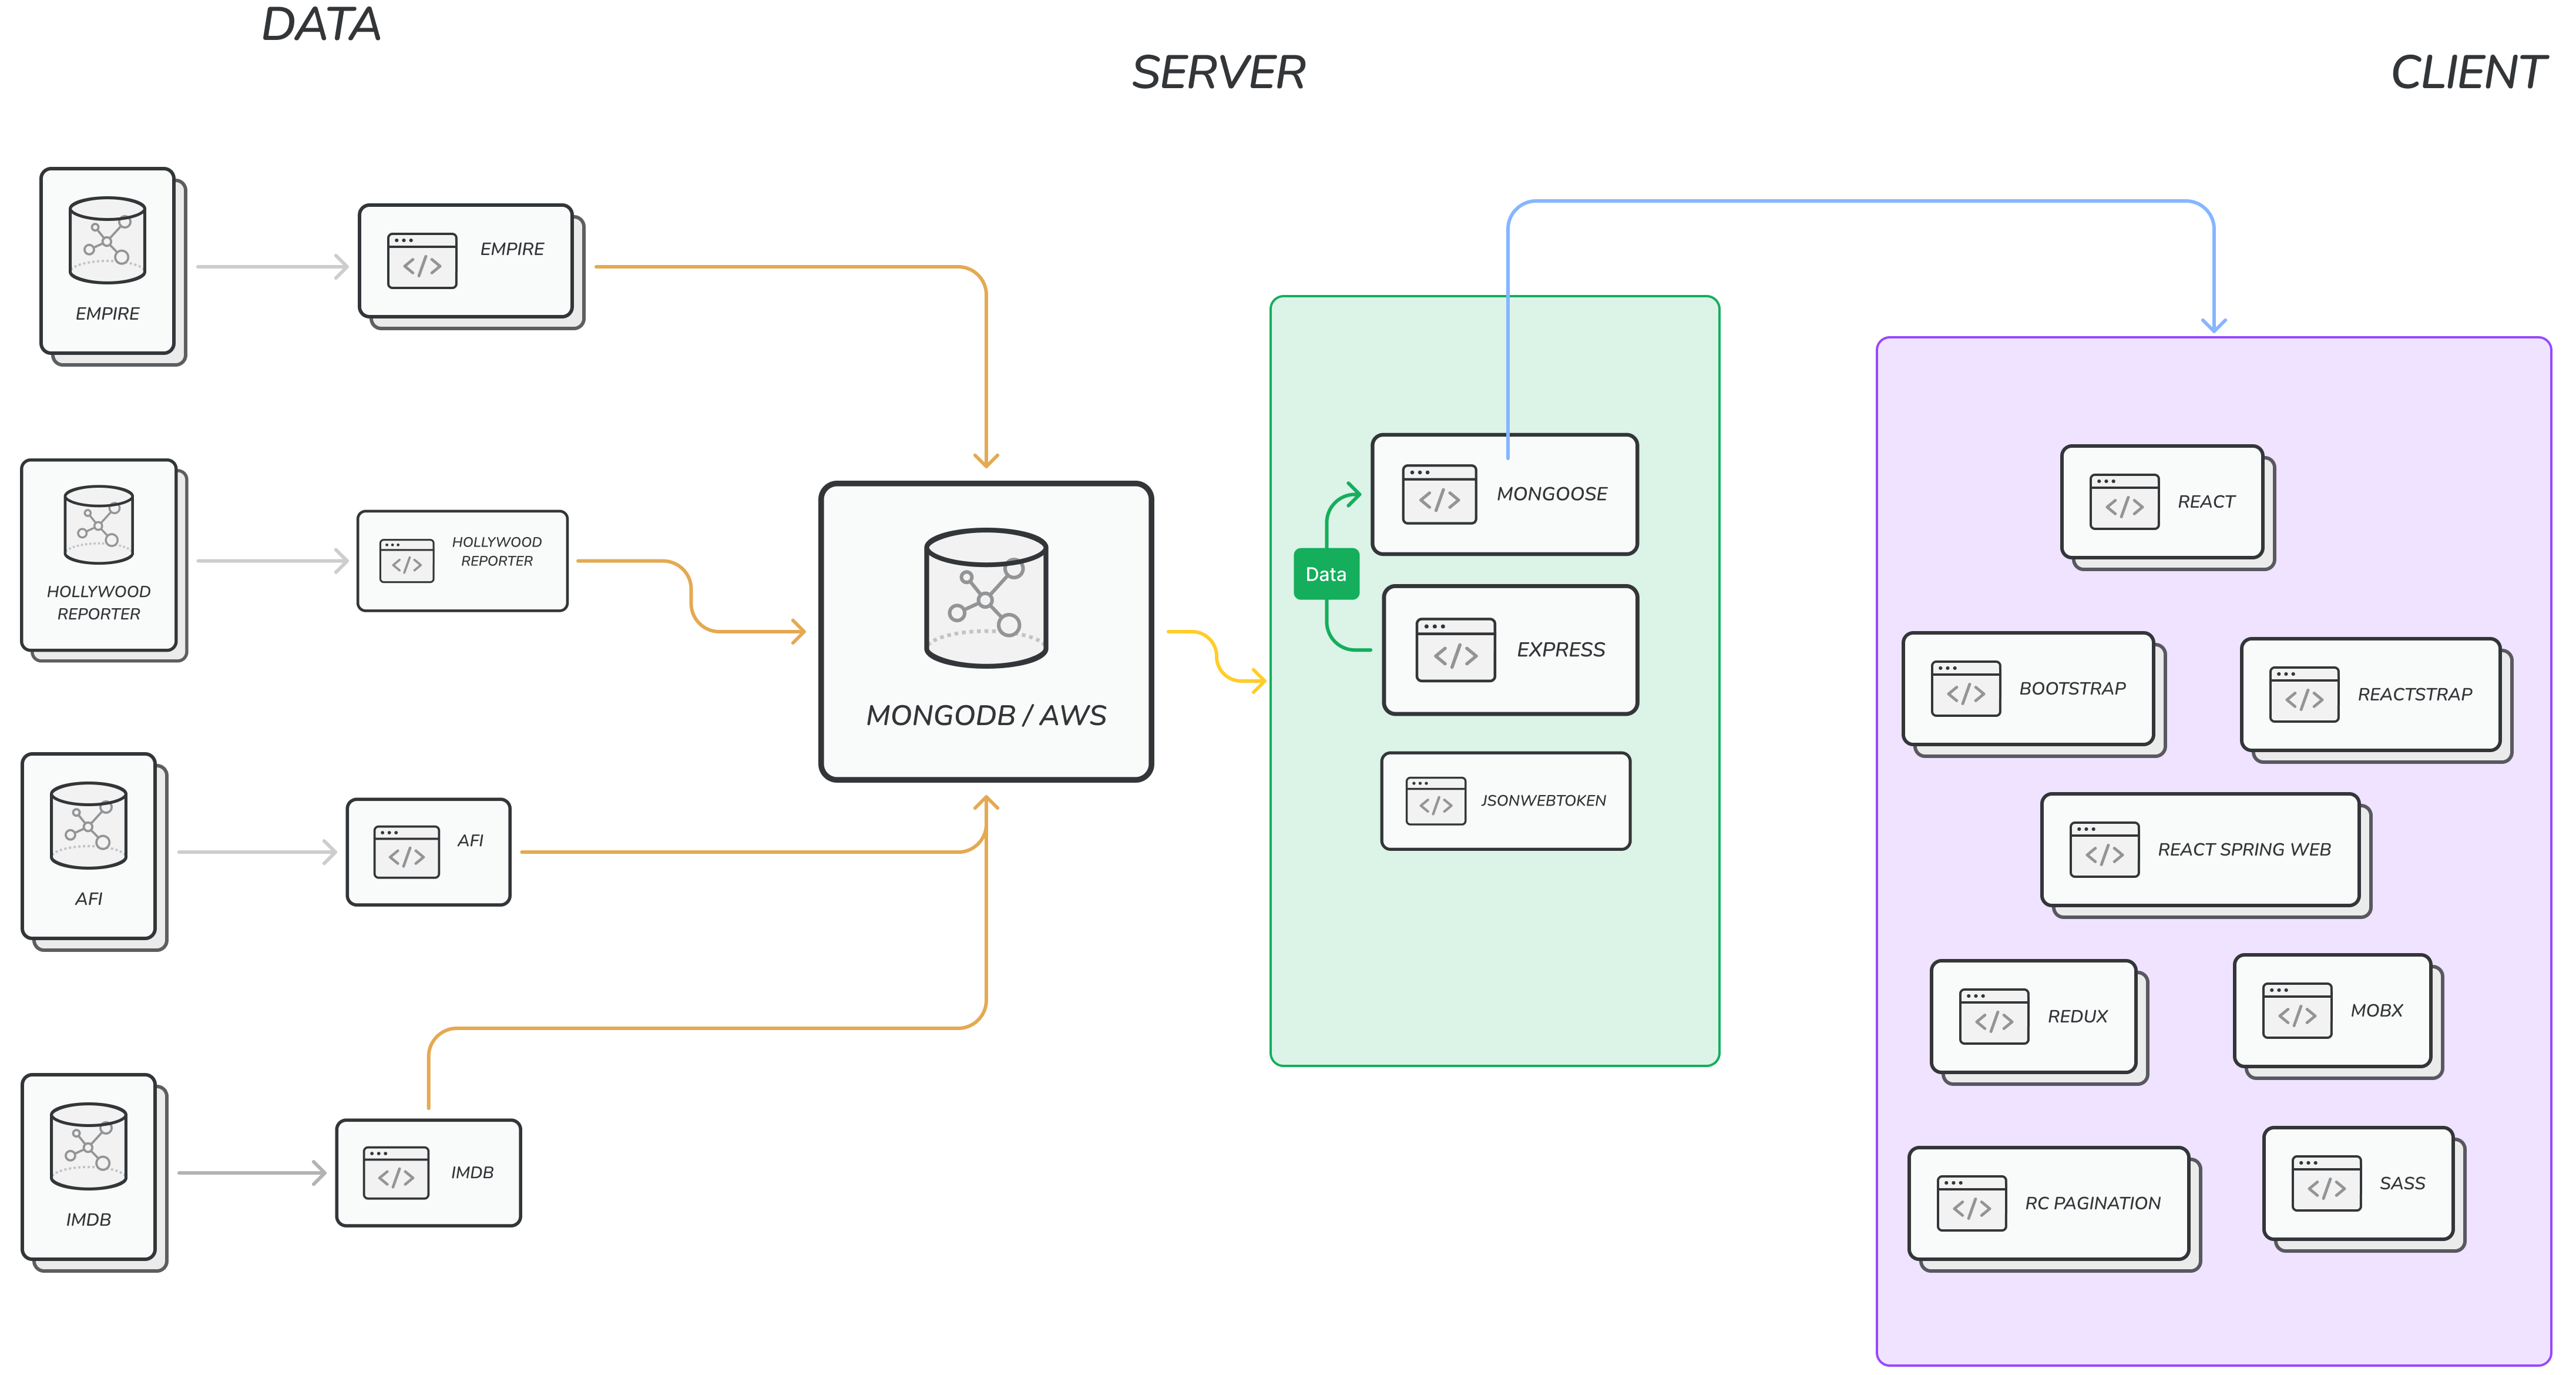 DATA
SERVER
CLIENT
EMPIRE
EMPIRE
HOLLYWOOD
REPORTER
HOLLYWOOD
REPORTER
AFI
AFI
IMDB
IMDB
MONGODB / AWS
MONGOOSE
Data
EXPRESS
JSONWEBTOKEN
REACT
BOOTSTRAP
REACTSTRAP
REACT SPRING WEB
REDUX
MOBX
RC PAGINATION
SASS